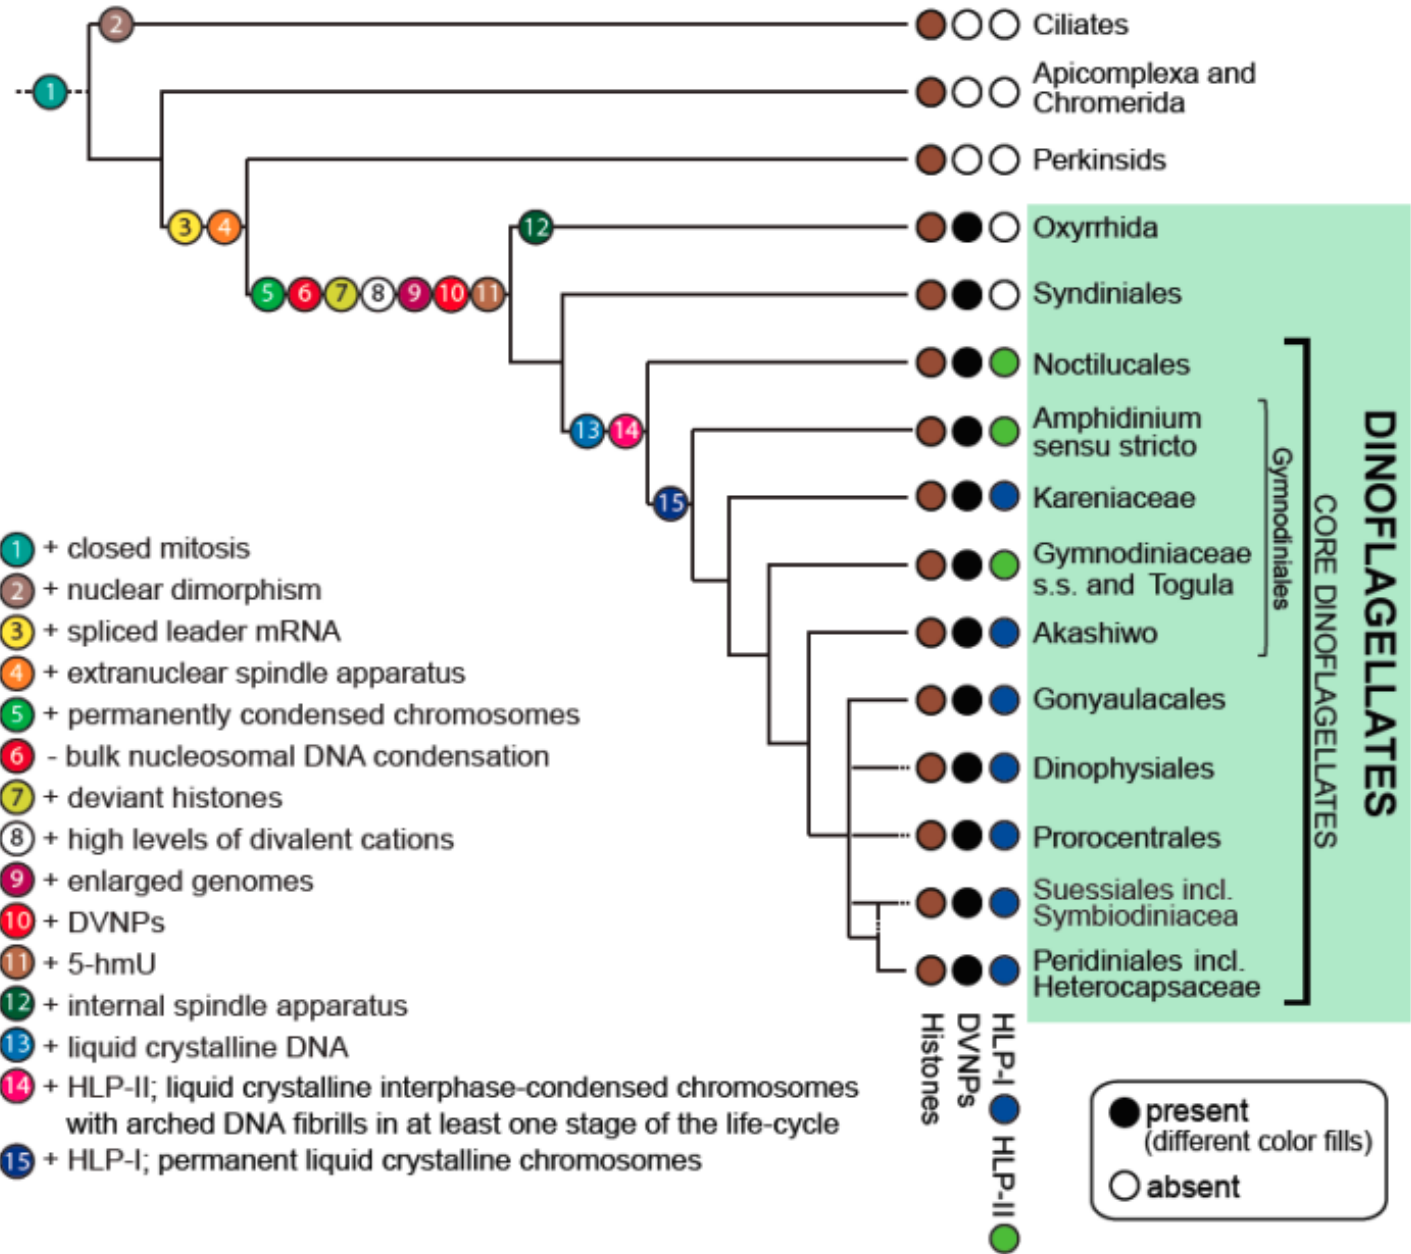 2
Ciliates
1
Apicomplexa and
Chromerida
Perkinsids
3 4
12
Oxyrrhida
5 6 7 8 9 10 11
Syndiniales
Noctilucales
13 14
Amphidinium
sensu stricto
15
Kareniaceae
Gymnodiniaceae
s.s. and Togula
Akashiwo
Gonyaulacales
Dinophysiales
Prorocentrales
Suessiales incl.
Symbiodiniacea
Peridiniales incl.
Heterocapsaceae
Gymnodiniales
CORE DINOFLAGELLATES
DINOFLAGELLATES
1 + closed mitosis
2 + nuclear dimorphism
3 + spliced leader mRNA
4 + extranuclear spindle apparatus
5 + permanently condensed chromosomes
6 - bulk nucleosomal DNA condensation
7 + deviant histones
8 + high levels of divalent cations
9 + enlarged genomes
10 + DVNPs
11 + 5-hmU
12 + internal spindle apparatus
13 + liquid crystalline DNA
14 + HLP-II; liquid crystalline interphase-condensed chromosomes
with arched DNA fibrills in at least one stage of the life-cycle
15 + HLP-I; permanent liquid crystalline chromosomes
Histones
DVNPs
HLP-I HLP-II
present
(different color fills)
absent